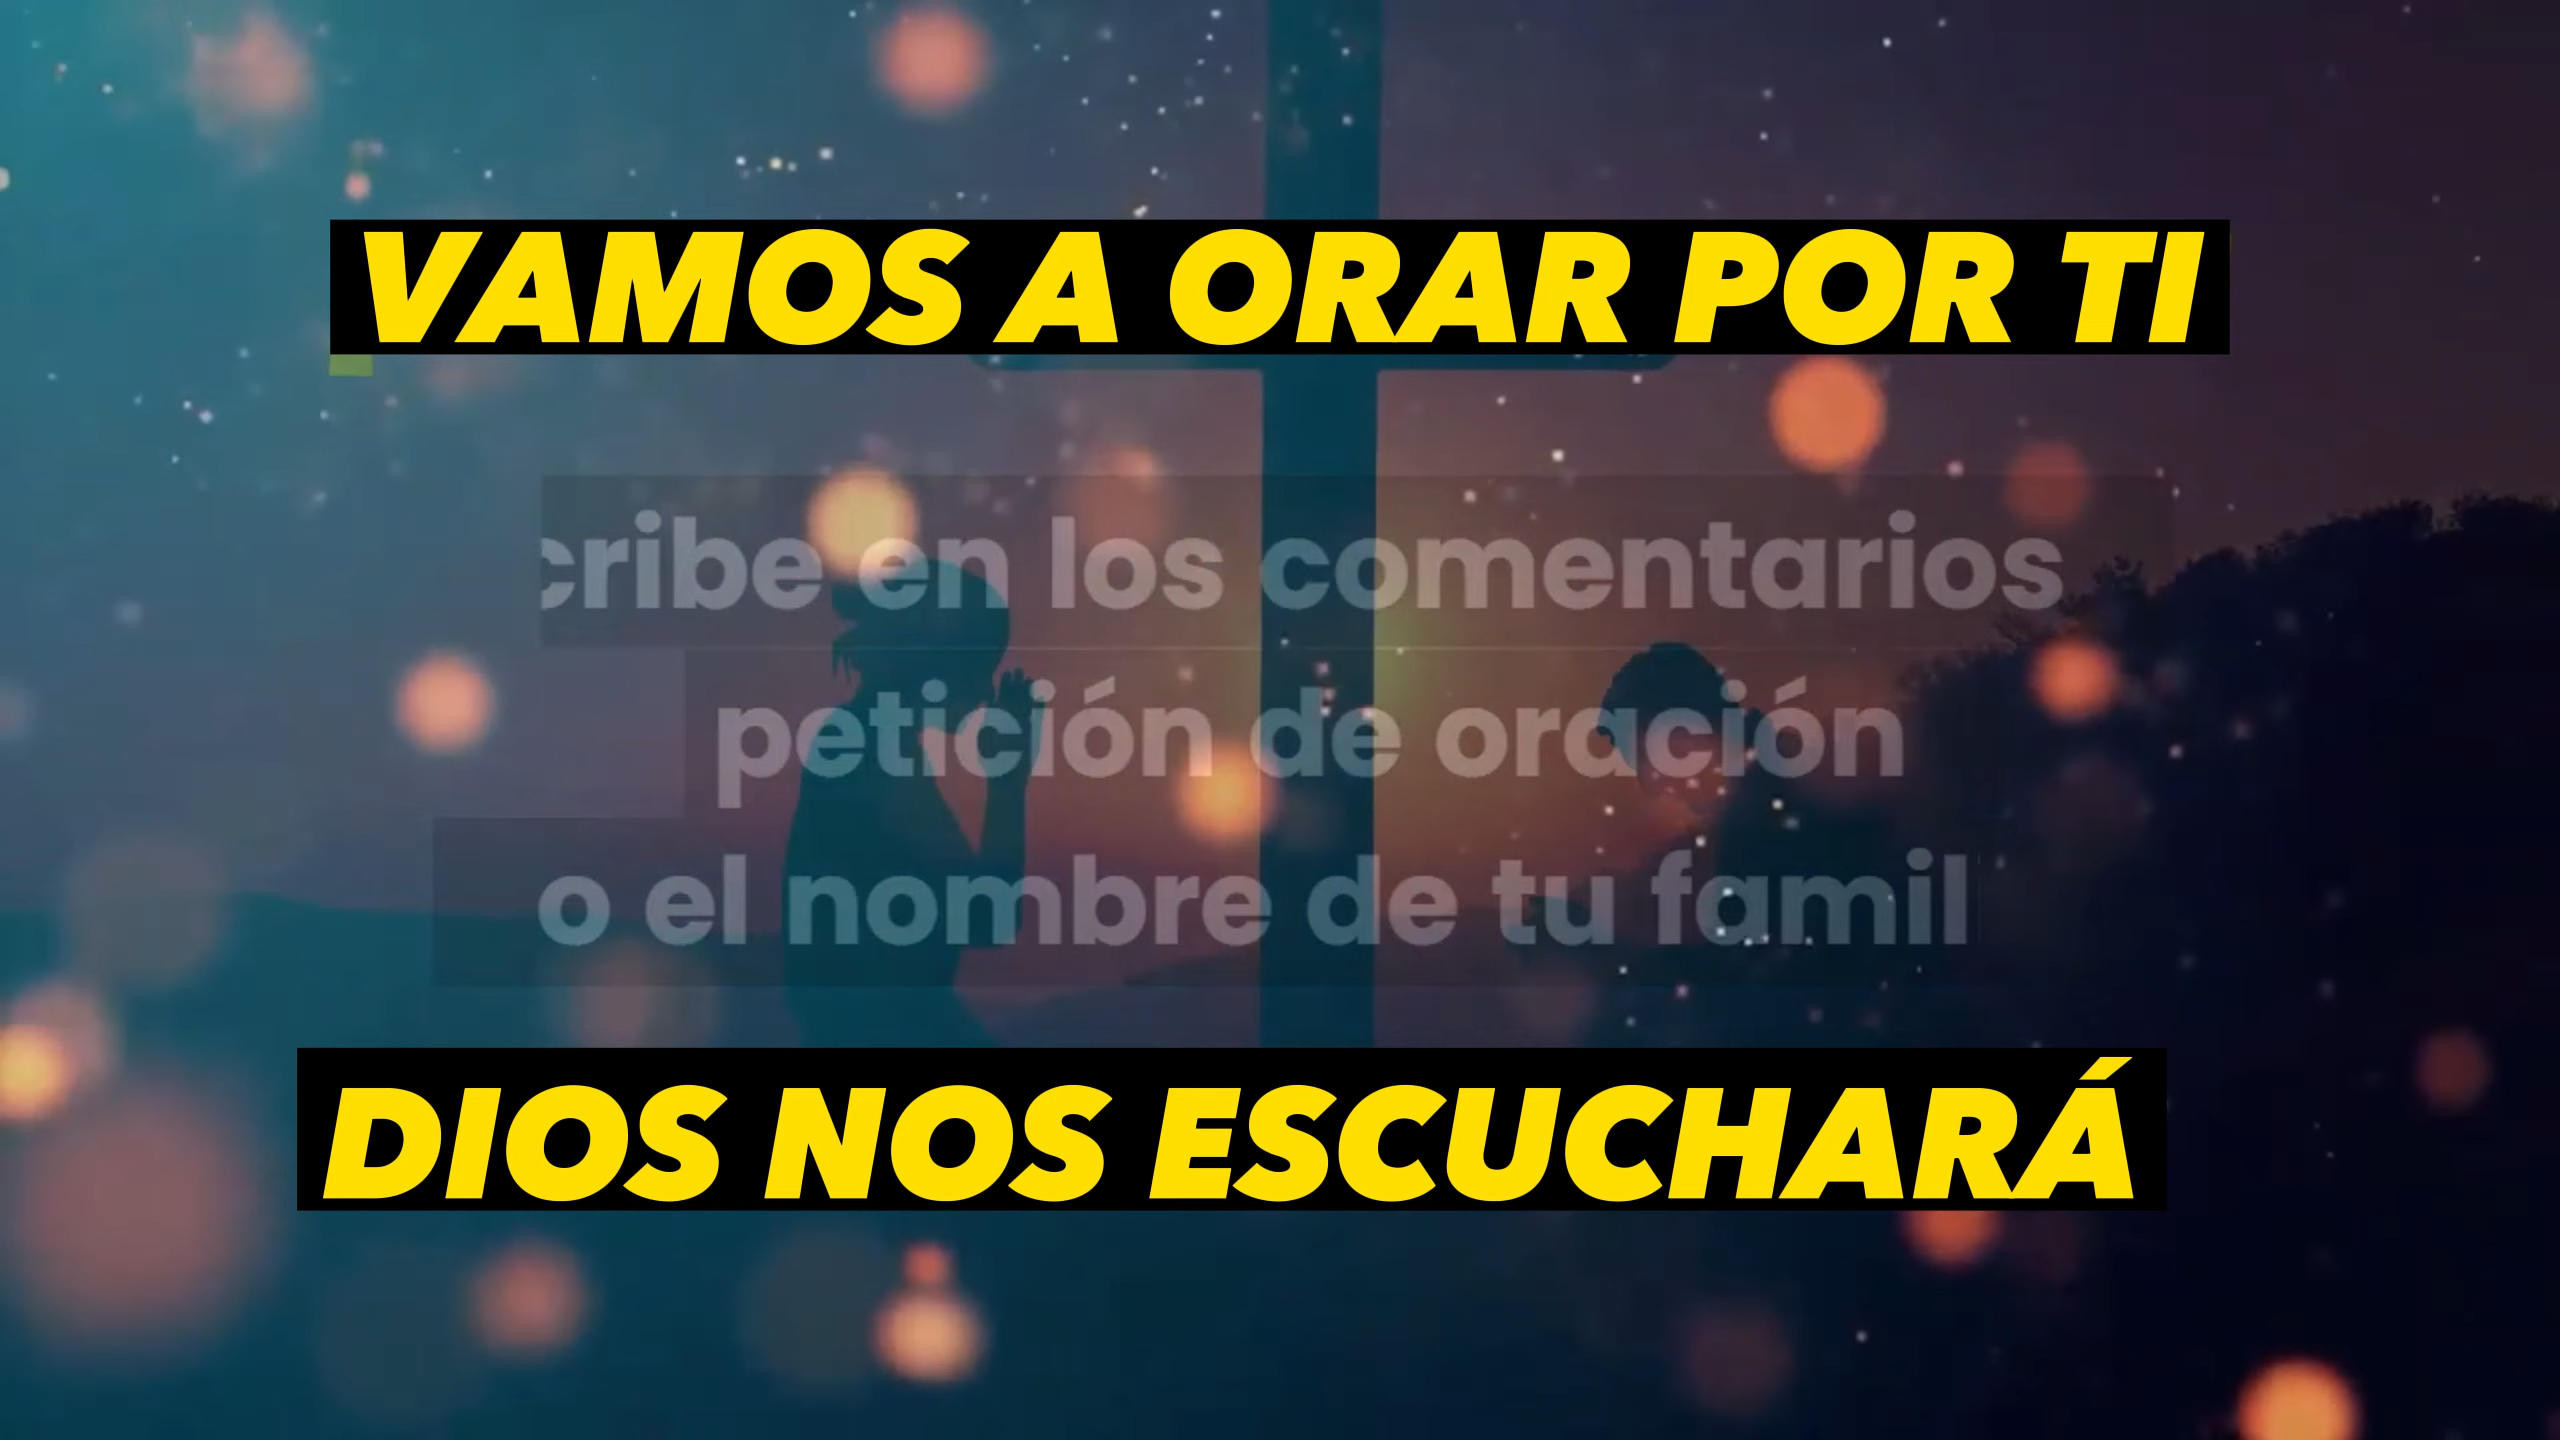 VAMOS A ORAR POR TI
cribe en los comentarios
petición de oración
o el nombre de tu famil
DIOS NOS ESCUCHARÁ